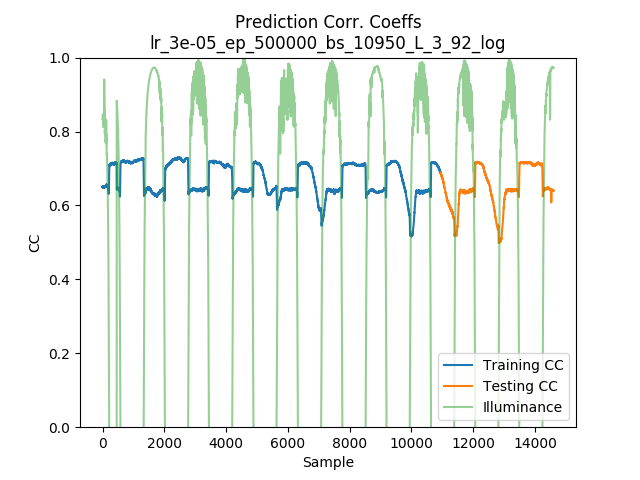 Prediction Corr. Coeffs
lr_3e-05_ep_500000_bs_10950_L_3_92_log
1.0
0.8
0.6
0.4
0.2
0.0
CC
0 2000 4000 6000 8000 10000 12000 14000
Sample
Training CC
Testing CC
Illuminance